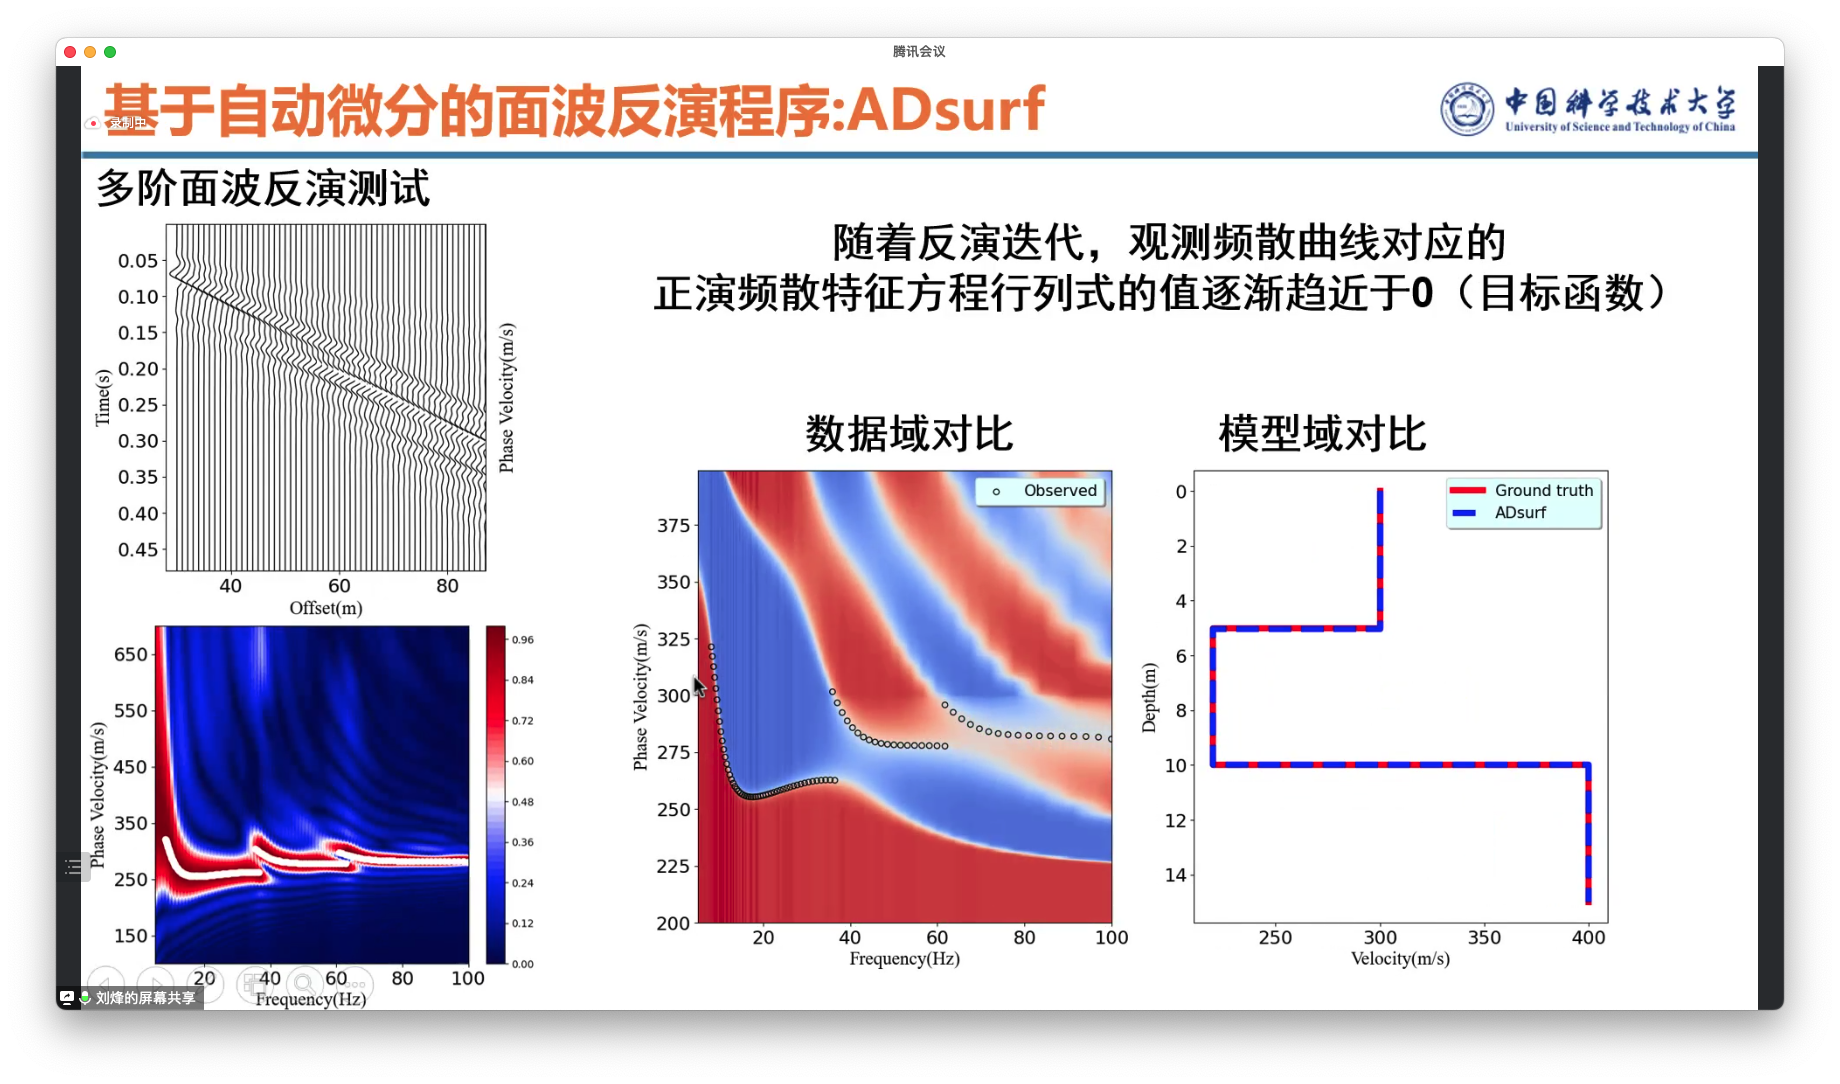 腾讯会议
基于自动微分的面波反演程序:ADsurf
录制中
中国科学技术大学
University of Science and Technology of China
多阶面波反演测试
随着反演迭代，观测频散曲线对应的
正演频散特征方程行列式的值逐渐趋近于0（目标函数）
Time(s)
0.05
0.10
0.15
0.20
0.25
0.30
0.35
0.40
0.45
40 60 80
Offset(m)
Phase Velocity(m/s)
Phase Velocity(m/s)
650
550
450
350
250
150
20 40 60 80 100
Frequency(Hz)
0.96
0.84
0.72
0.60
0.48
0.36
0.24
0.12
0.00
数据域对比
Observed
Phase Velocity(m/s)
375
350
325
300
275
250
225
200
20 40 60 80 100
Frequency(Hz)
模型域对比
Ground truth
ADsurf
Depth(m)
0
2
4
6
8
10
12
14
250 300 350 400
Velocity(m/s)
刘烽的屏幕共享